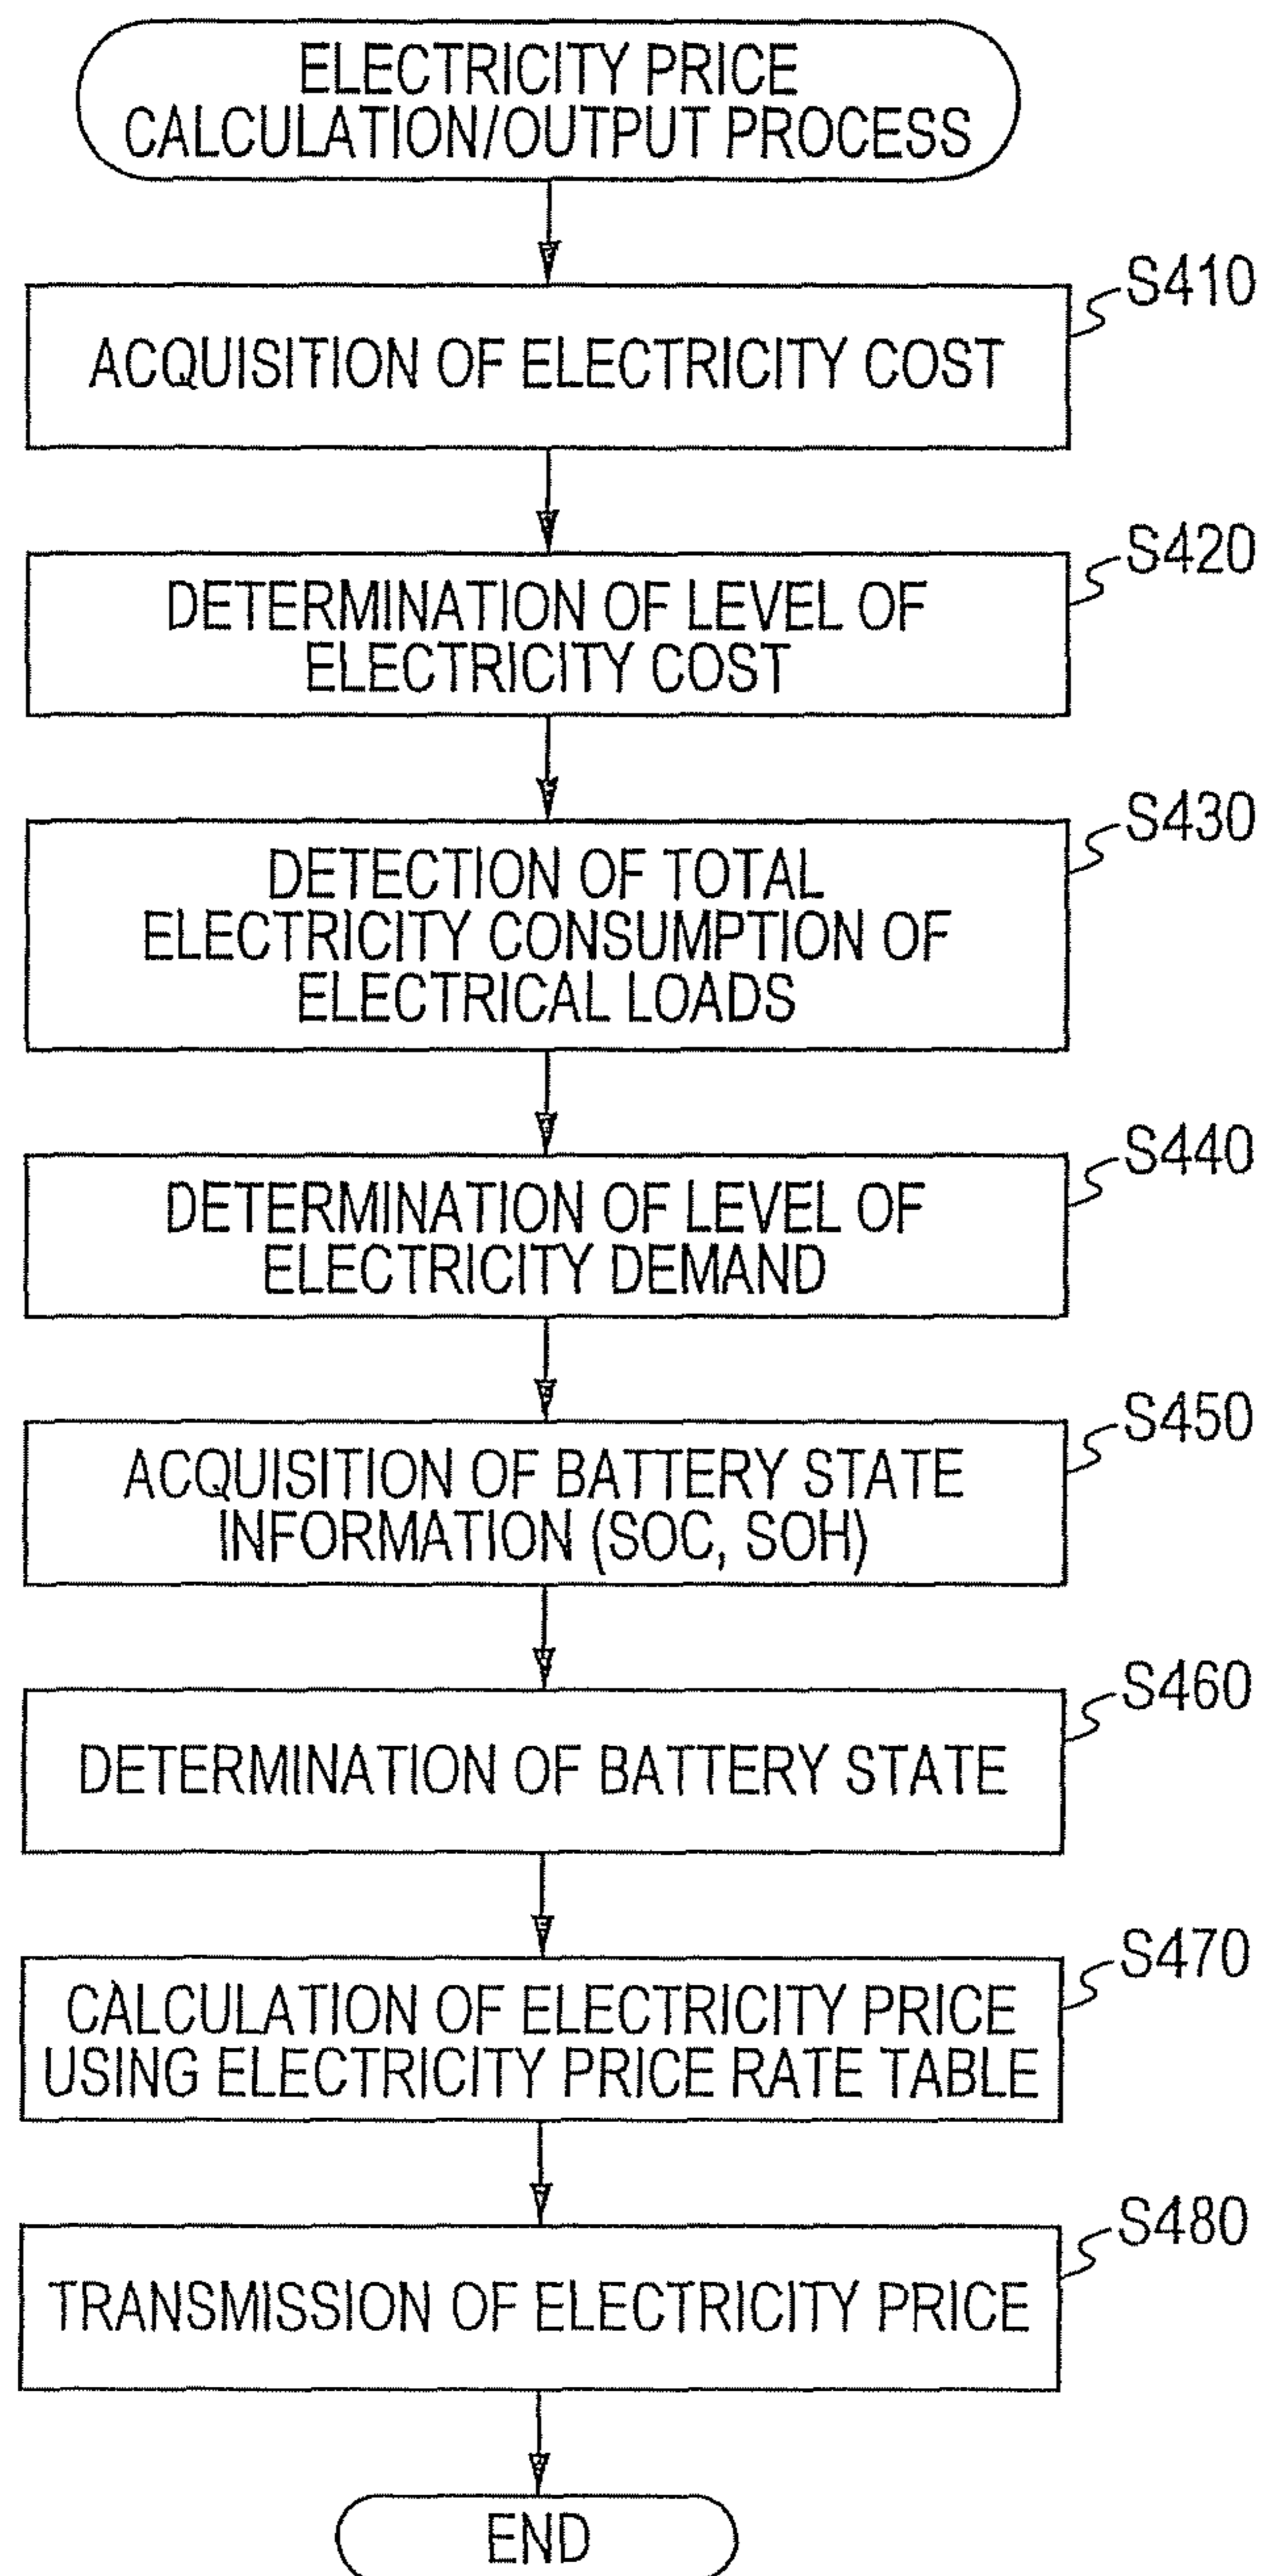 ELECTRICITY PRICE
CALCULATION/OUTPUT PROCESS
S410
ACQUISITION OF ELECTRICITY COST
S420
DETERMINATION OF LEVEL OF
ELECTRICITY COST
S430
DETECTION OF TOTAL
ELECTRICITY CONSUMPTION OF
ELECTRICAL LOADS
S440
DETERMINATION OF LEVEL OF
ELECTRICITY DEMAND
S450
ACQUISITION OF BATTERY STATE
INFORMATION (SOC, SOH)
S460
DETERMINATION OF BATTERY STATE
S470
CALCULATION OF ELECTRICITY PRICE
USING ELECTRICITY PRICE RATE TABLE
S480
TRANSMISSION OF ELECTRICITY PRICE
END